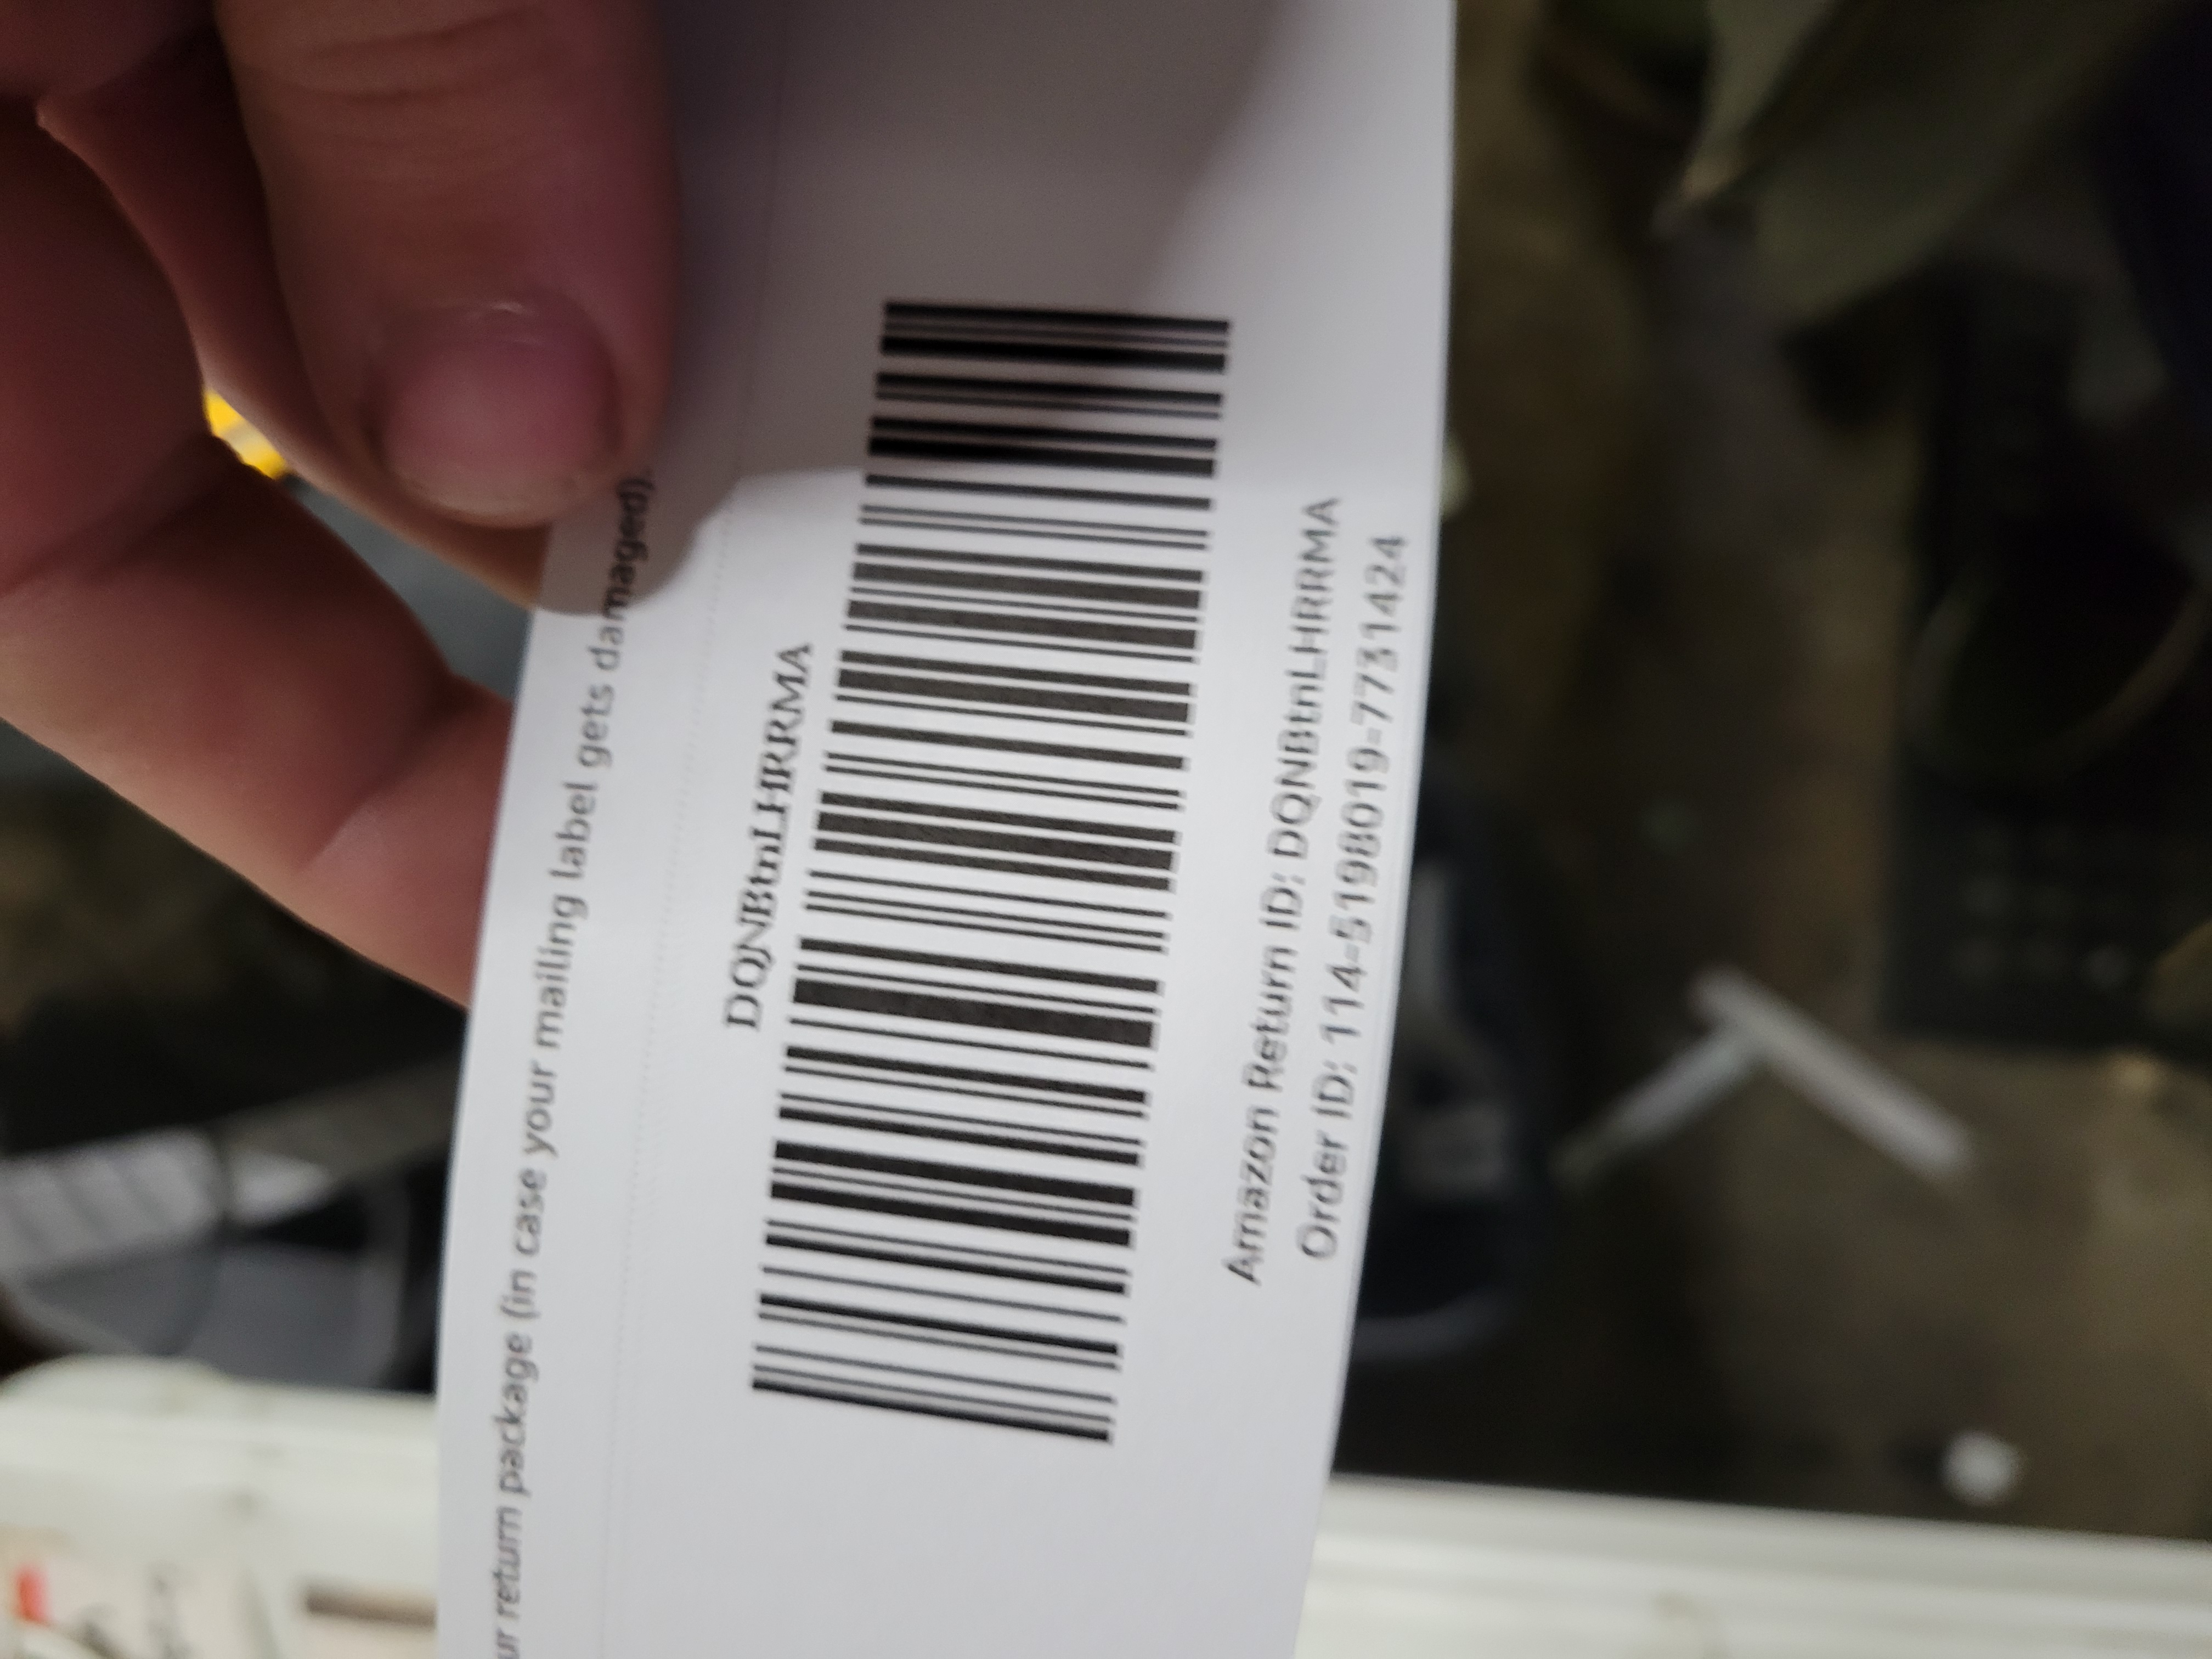 ur return package (in case your mailing label gets damaged).
DQNBtnLHRRMA
Amazon Return ID: DQNBtnLHRRMA
Order ID: 114-5198019-7731424